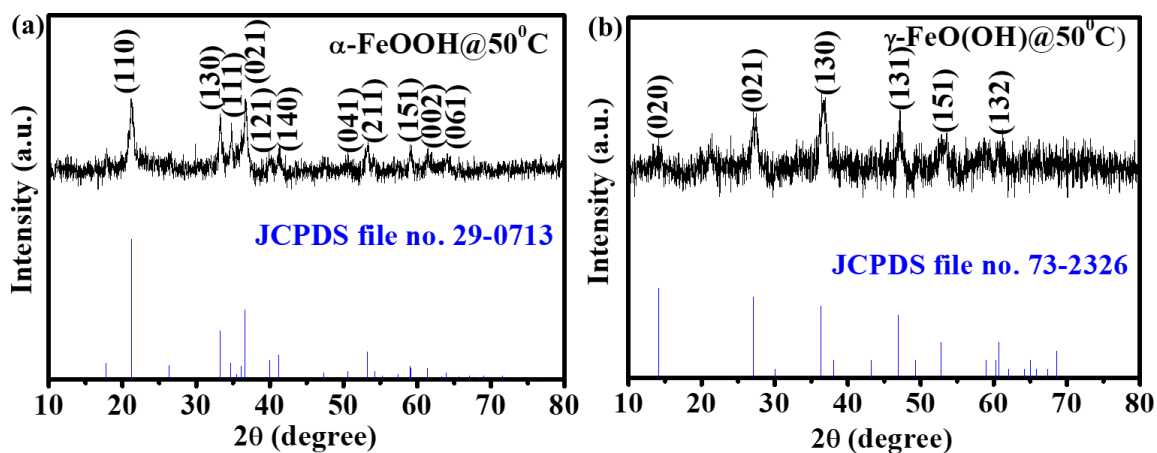 (a)
α-FeOOH@50⁰C
(110)
(130)
(111)
(021)
(121)
(140)
(041)
(211)
(151)
(002)
(061)
Intensity (a.u.)
JCPDS file no. 29-0713
10 20 30 40 50 60 70 80
2θ (degree)
(b)
γ-FeO(OH)@50⁰C)
(020)
(021)
(130)
(131)
(151)
(132)
Intensity (a.u.)
JCPDS file no. 73-2326
10 20 30 40 50 60 70 80
2θ (degree)